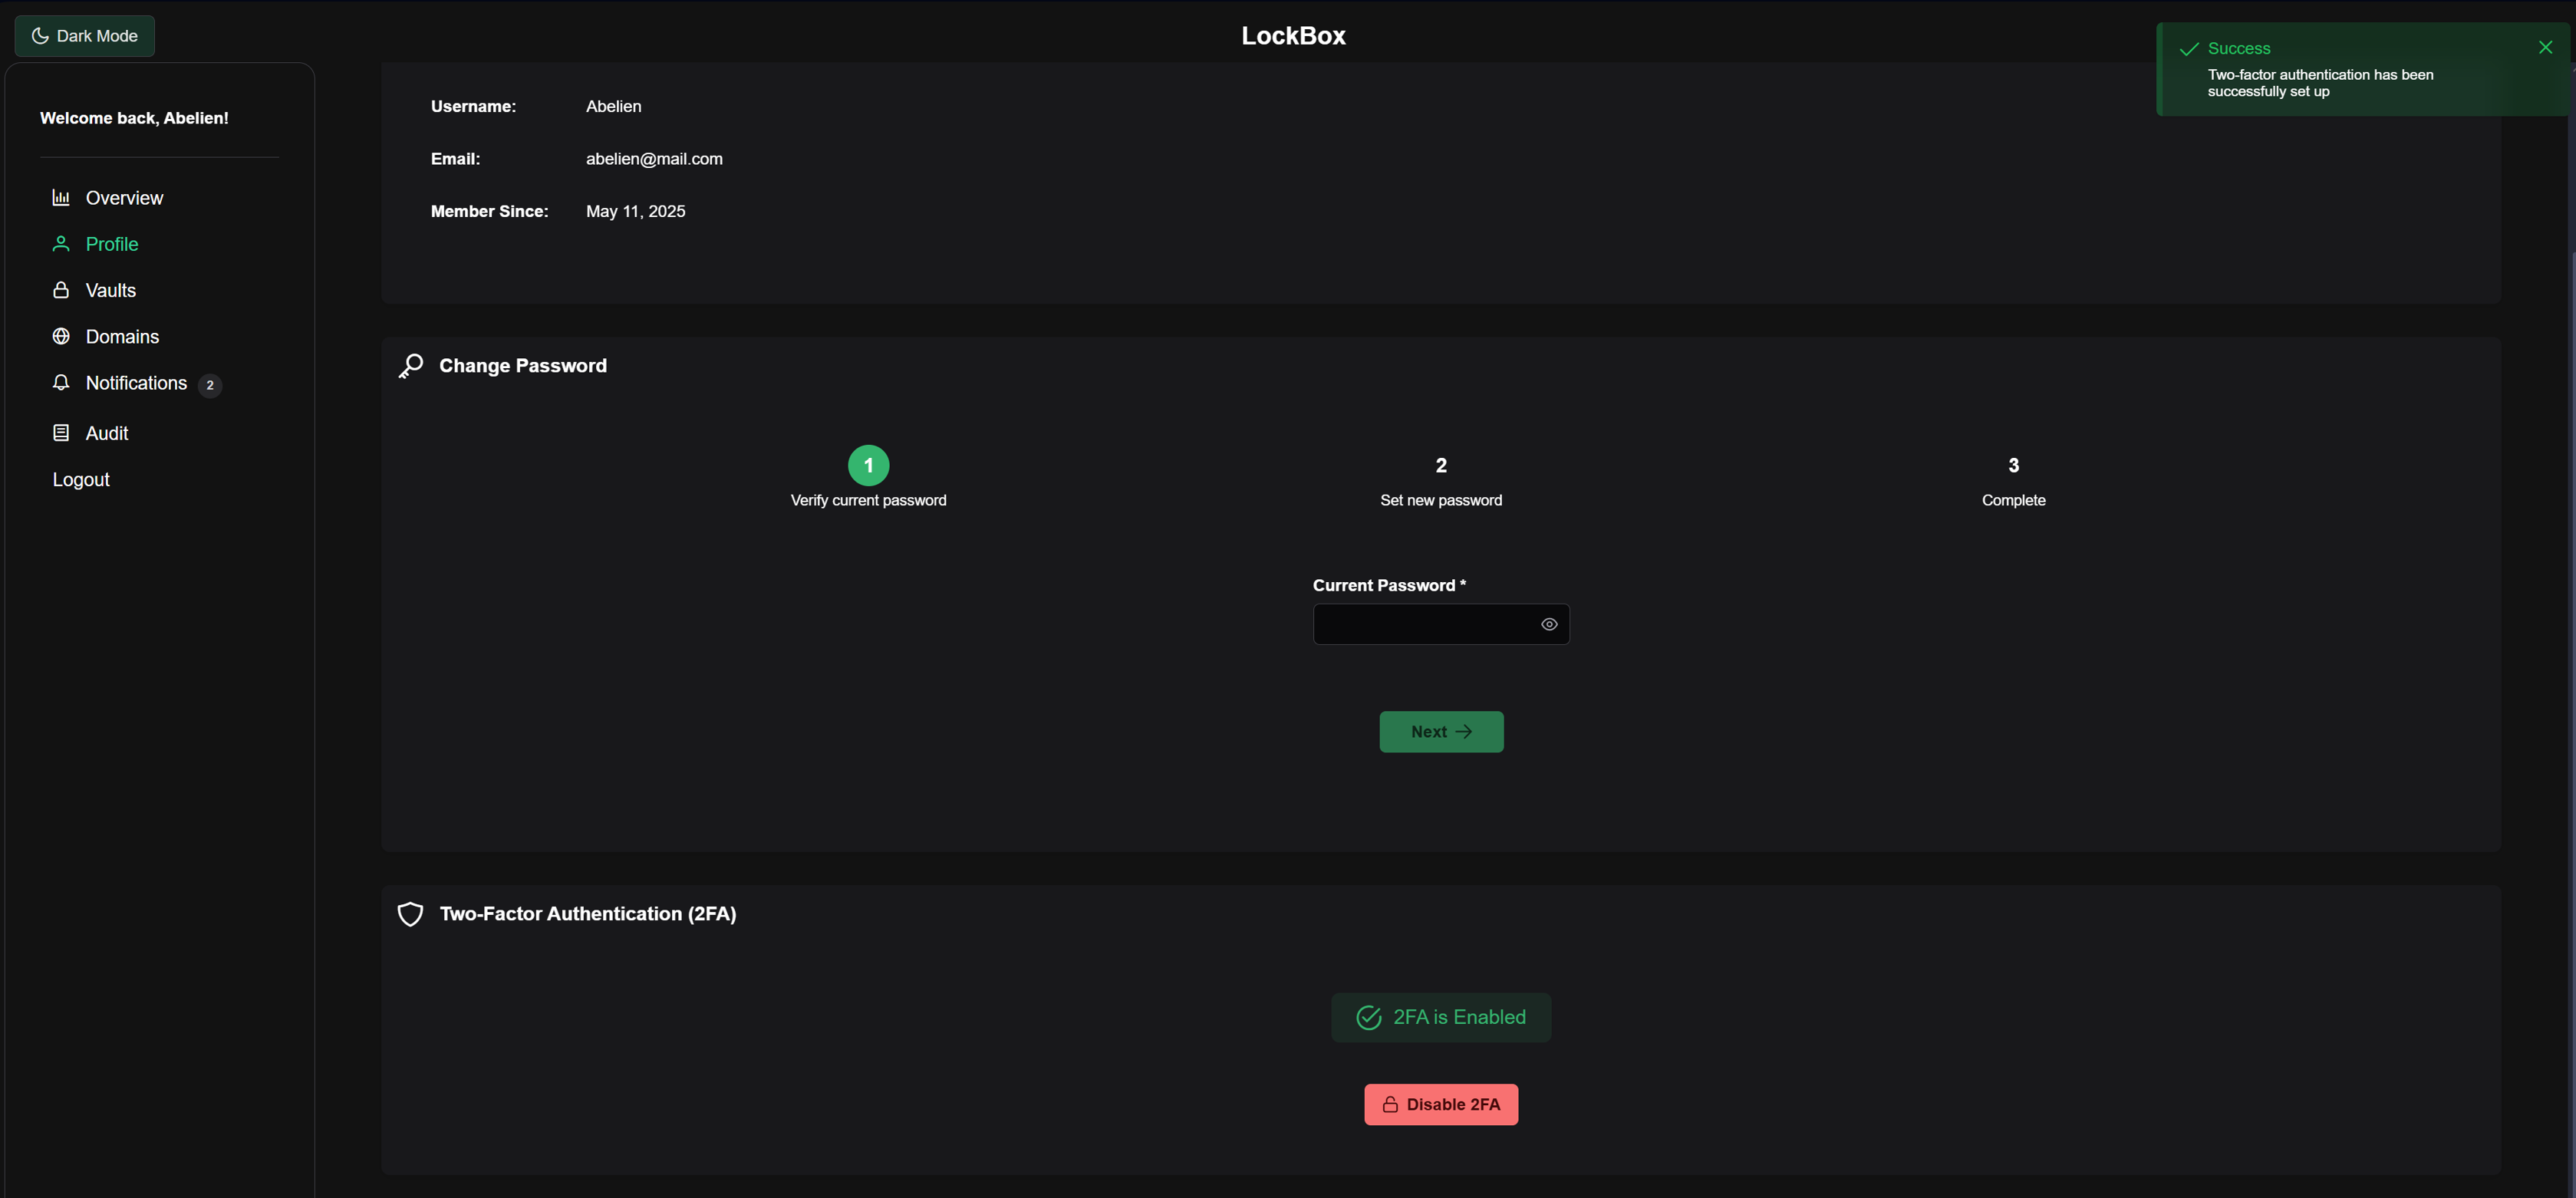 Dark Mode
LockBox
Success
Two-factor authentication has been
successfully set up
Welcome back, Abelien!
Overview
Profile
Vaults
Domains
Notifications 2
Audit
Logout
Username: Abelien
Email: abelien@mail.com
Member Since: May 11, 2025
Change Password
1 2 3
Verify current password Set new password Complete
Current Password *
Next
Two-Factor Authentication (2FA)
2FA is Enabled
Disable 2FA